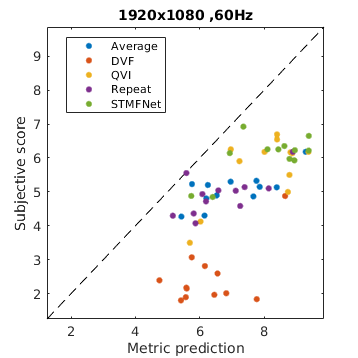 1920x1080 ,60Hz
Average
DVF
QVI
Repeat
STMFNet
Subjective score
9
8
7
6
5
4
3
2
2
4
6
8
Metric prediction